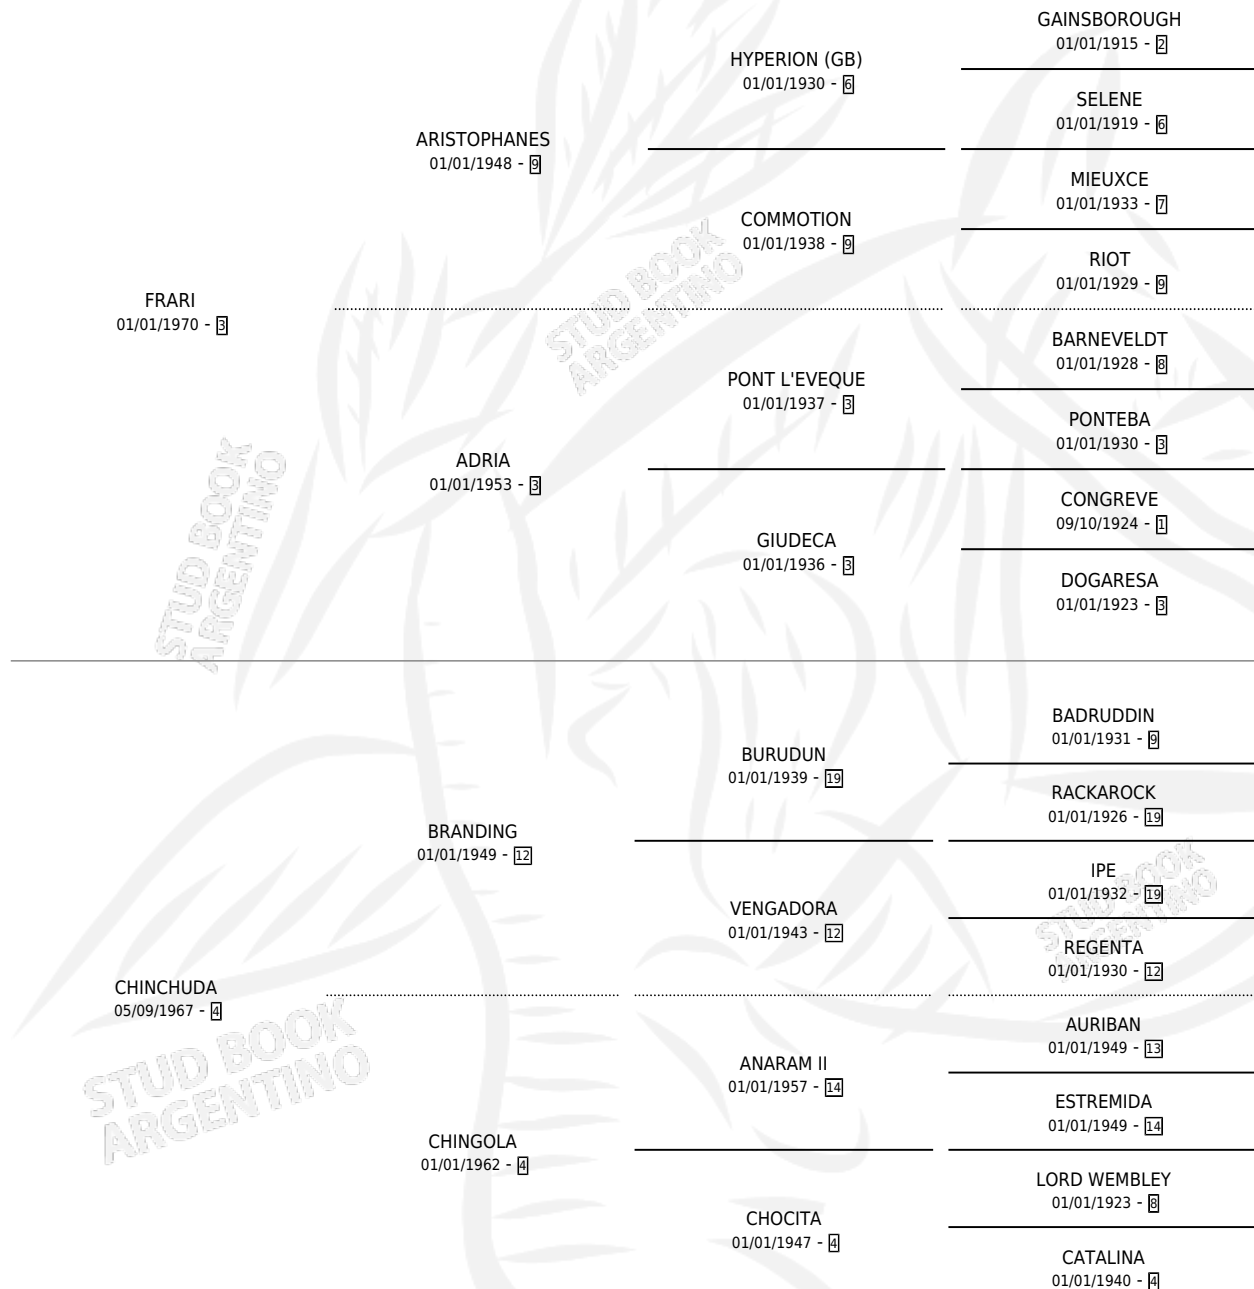 GAINSBOROUGH
01/01/1915 - 2
HYPERION (GB)
01/01/1930 - 6
SELENE
01/01/1919 - 6
ARISTOPHANES
01/01/1948 - 9
MIEUXCE
01/01/1933 - 7
COMMOTION
01/01/1938 - 9
RIOT
01/01/1929 - 9
FRARI
01/01/1970 - 3
BARNEVELDT
01/01/1928 - 8
PONT L'EVEQUE
01/01/1937 - 3
PONTEBA
01/01/1930 - 3
ADRIA
01/01/1953 - 3
CONGREVE
09/10/1924 - 1
GIUDECA
01/01/1936 - 3
DOGARESA
01/01/1923 - 3
STUD BOOK
ARGENTINO
STUD BOOK
ARGENTINO
BADRUDDIN
01/01/1931 - 9
BURUDUN
01/01/1939 - 19
RACKAROCK
01/01/1926 - 19
BRANDING
01/01/1949 - 12
IPE
01/01/1932 - 19
VENGADORA
01/01/1943 - 12
REGENTA
01/01/1930 - 12
CHINCHUDA
05/09/1967 - 4
AURIBAN
01/01/1949 - 13
ANARAM II
01/01/1957 - 14
ESTREMIDA
01/01/1949 - 14
CHINGOLA
01/01/1962 - 4
LORD WEMBLEY
01/01/1923 - 8
CHOCITA
01/01/1947 - 4
CATALINA
01/01/1940 - 4
STUD BOOK
ARGENTINO
STUD BOOK
ARGENTINO